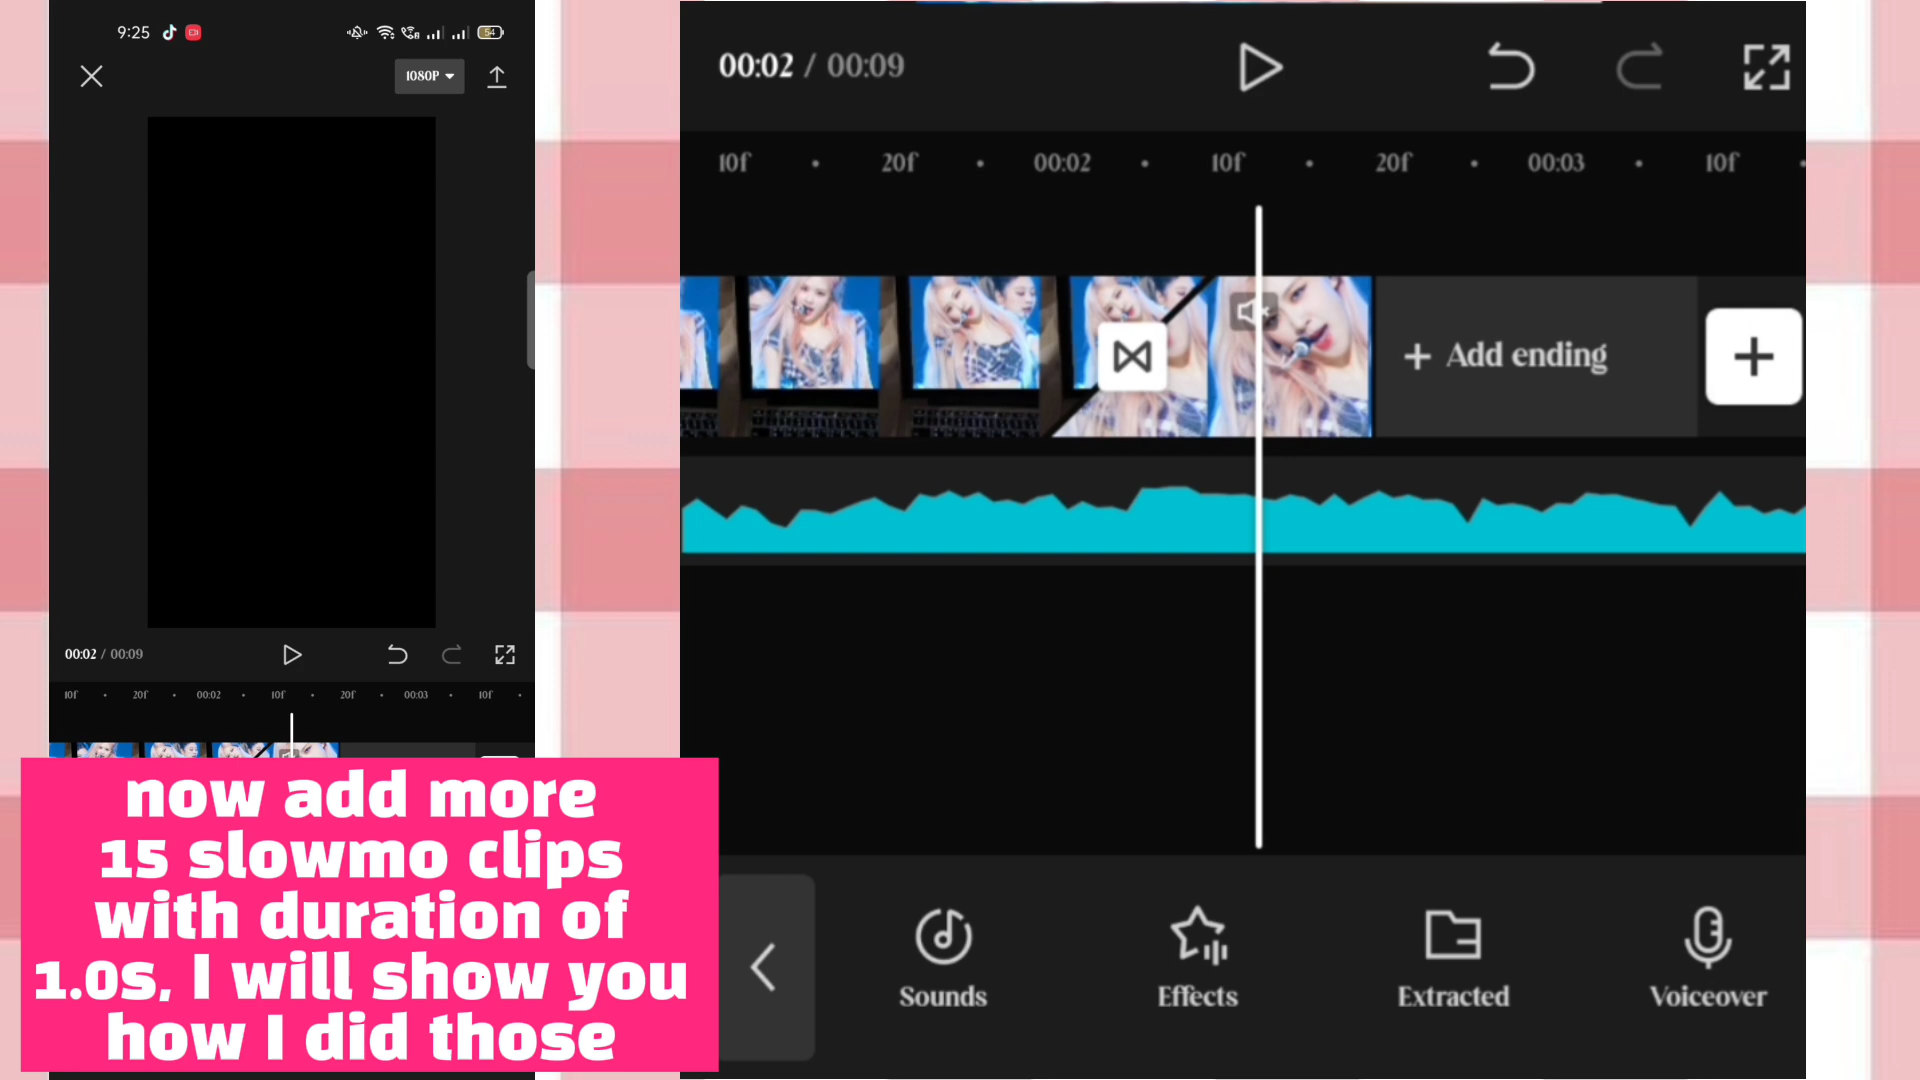 9:25
54
1080P
00:02 / 00:09
10f 20f 00:02 10f 20f 00:03 10f
now add more
15 slowmo clips
with duration of
1.0s, I will show you
how I did those
00:02 / 00:09
10f 20f 00:02 10f 20f 00:03 10f
+ Add ending
Sounds
Effects
Extracted
Voiceover